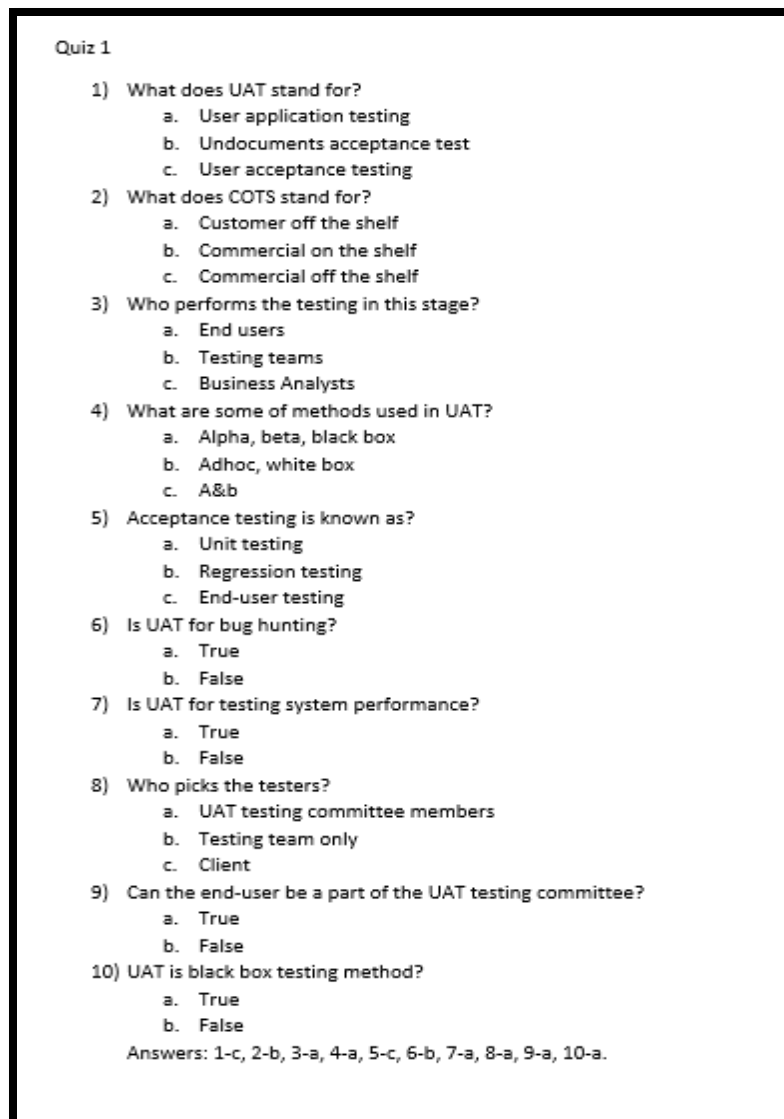 Quiz 1
1) What does UAT stand for?
a. User application testing
b. Undocuments acceptance test
c. User acceptance testing
2) What does COTS stand for?
a. Customer off the shelf
b. Commercial on the shelf
c. Commercial off the shelf
3) Who performs the testing in this stage?
a. End users
b. Testing teams
c. Business Analysts
4) What are some of methods used in UAT?
a. Alpha, beta, black box
b. Adhoc, white box
c. A&b
5) Acceptance testing is known as?
a. Unit testing
b. Regression testing
c. End-user testing
6) Is UAT for bug hunting?
a. True
b. False
7) Is UAT for testing system performance?
a. True
b. False
8) Who picks the testers?
a. UAT testing committee members
b. Testing team only
c. Client
9) Can the end-user be a part of the UAT testing committee?
a. True
b. False
10) UAT is black box testing method?
a. True
b. False
Answers: 1-c, 2-b, 3-a, 4-a, 5-c, 6-b, 7-a, 8-a, 9-a, 10-a.